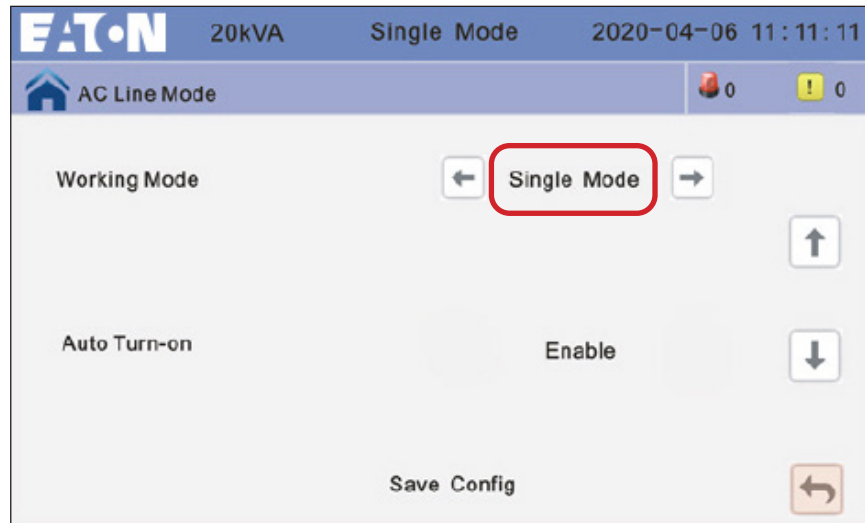 EATON 20kVA Single Mode 2020-04-06 11:11:11
AC Line Mode 0 ! 0
Working Mode Single Mode
Auto Turn-on Enable
Save Config